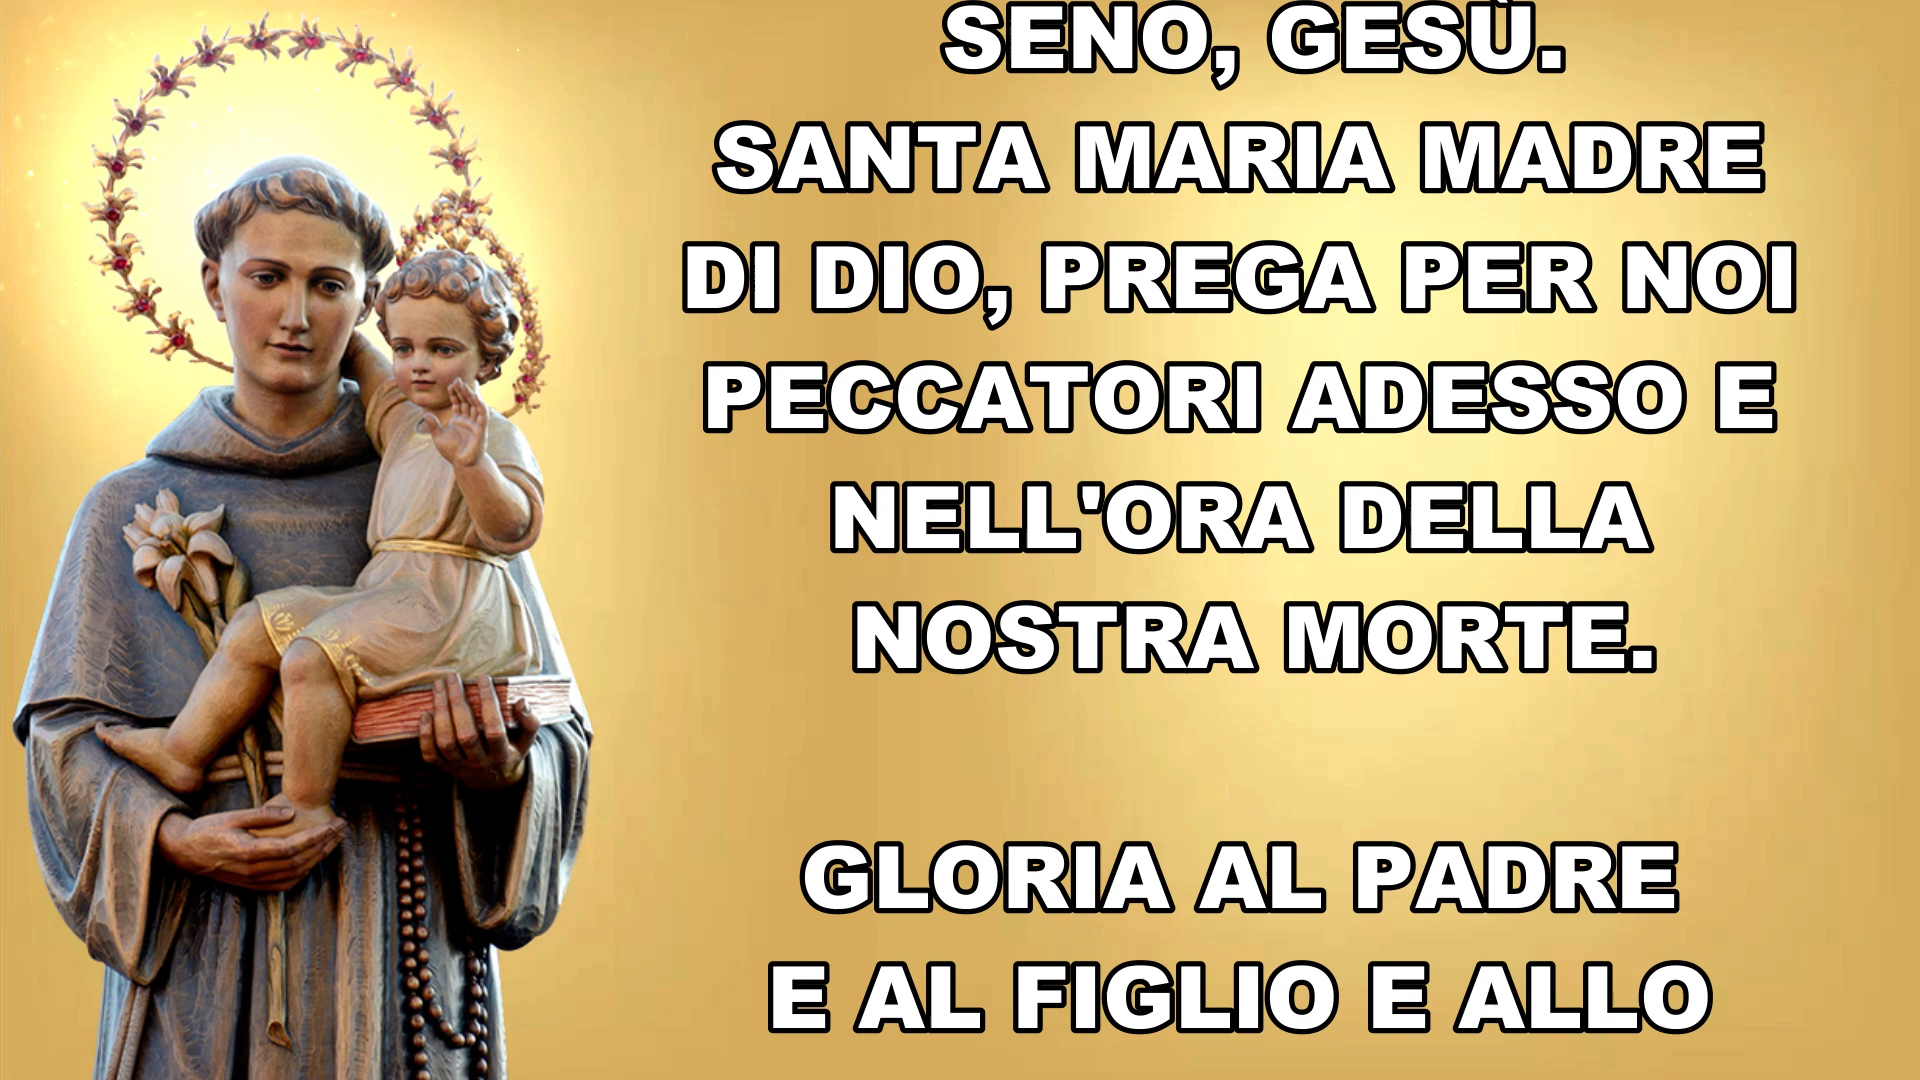 SENO, GESÙ.
SANTA MARIA MADRE
DI DIO, PREGA PER NOI
PECCATORI ADESSO E
NELL'ORA DELLA
NOSTRA MORTE.
GLORIA AL PADRE
E AL FIGLIO E ALLO